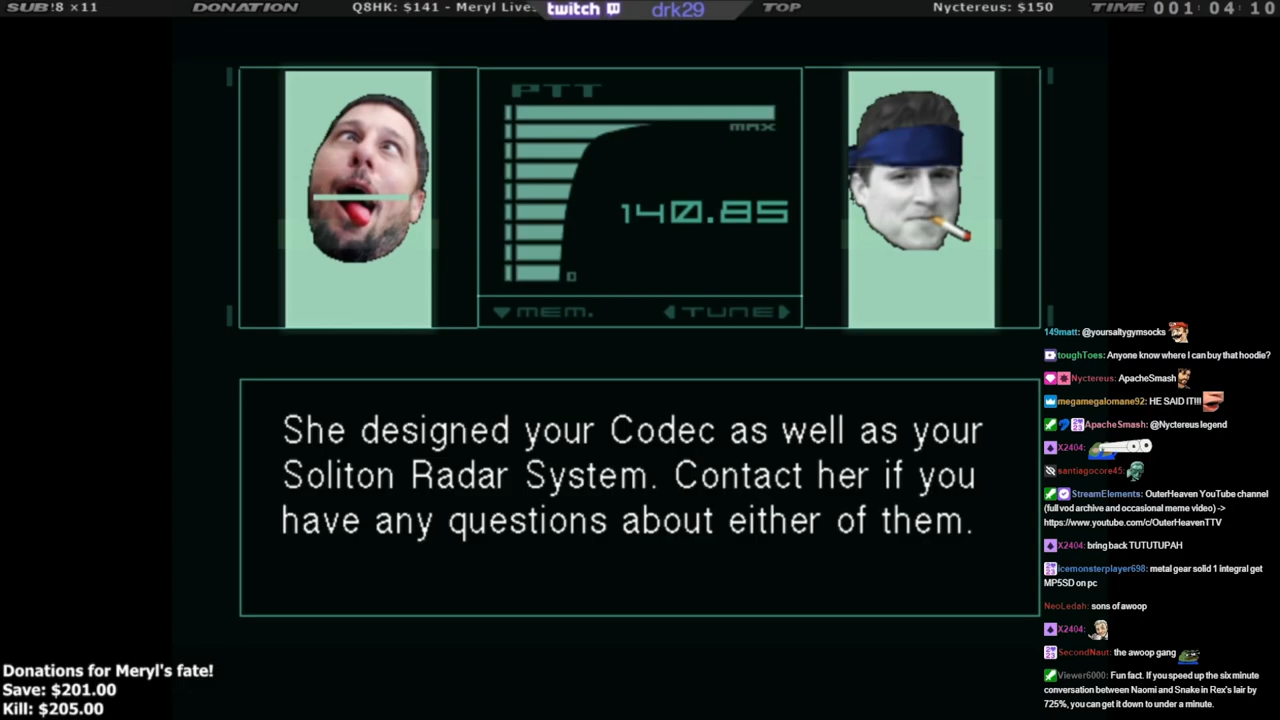 SUB!8 ×11
DONATION
Q8HK: $141 - Meryl Live
twitch
drk29
TOP
Nyctereus: $150
TIME 001:04:10
PTT
MAX
140.85
MEM.
TUNE
She designed your Codec as well as your
Soliton Radar System. Contact her if you
have any questions about either of them.
149matt: @yoursaltygymsocks
toughToes: Anyone know where I can buy that hoodie?
Nyctereus: ApacheSmash
megamegalomane92: HE SAID IT!!!
ApacheSmash: @Nyctereus legend
X2404:
santiagocore45:
StreamElements: OuterHeaven YouTube channel
(full vod archive and occasional meme video) ->
https://www.youtube.com/c/OuterHeavenTTV
X2404: bring back TUTUTUPAH
icemonsterplayer698: metal gear solid 1 integral get
MP5SD on pc
NeoLedah: sons of awoop
X2404:
SecondNaut: the awoop gang
Viewer6000: Fun fact. If you speed up the six minute
conversation between Naomi and Snake in Rex's lair by
725%, you can get it down to under a minute.
Donations for Meryl's fate!
Save: $201.00
Kill: $205.00